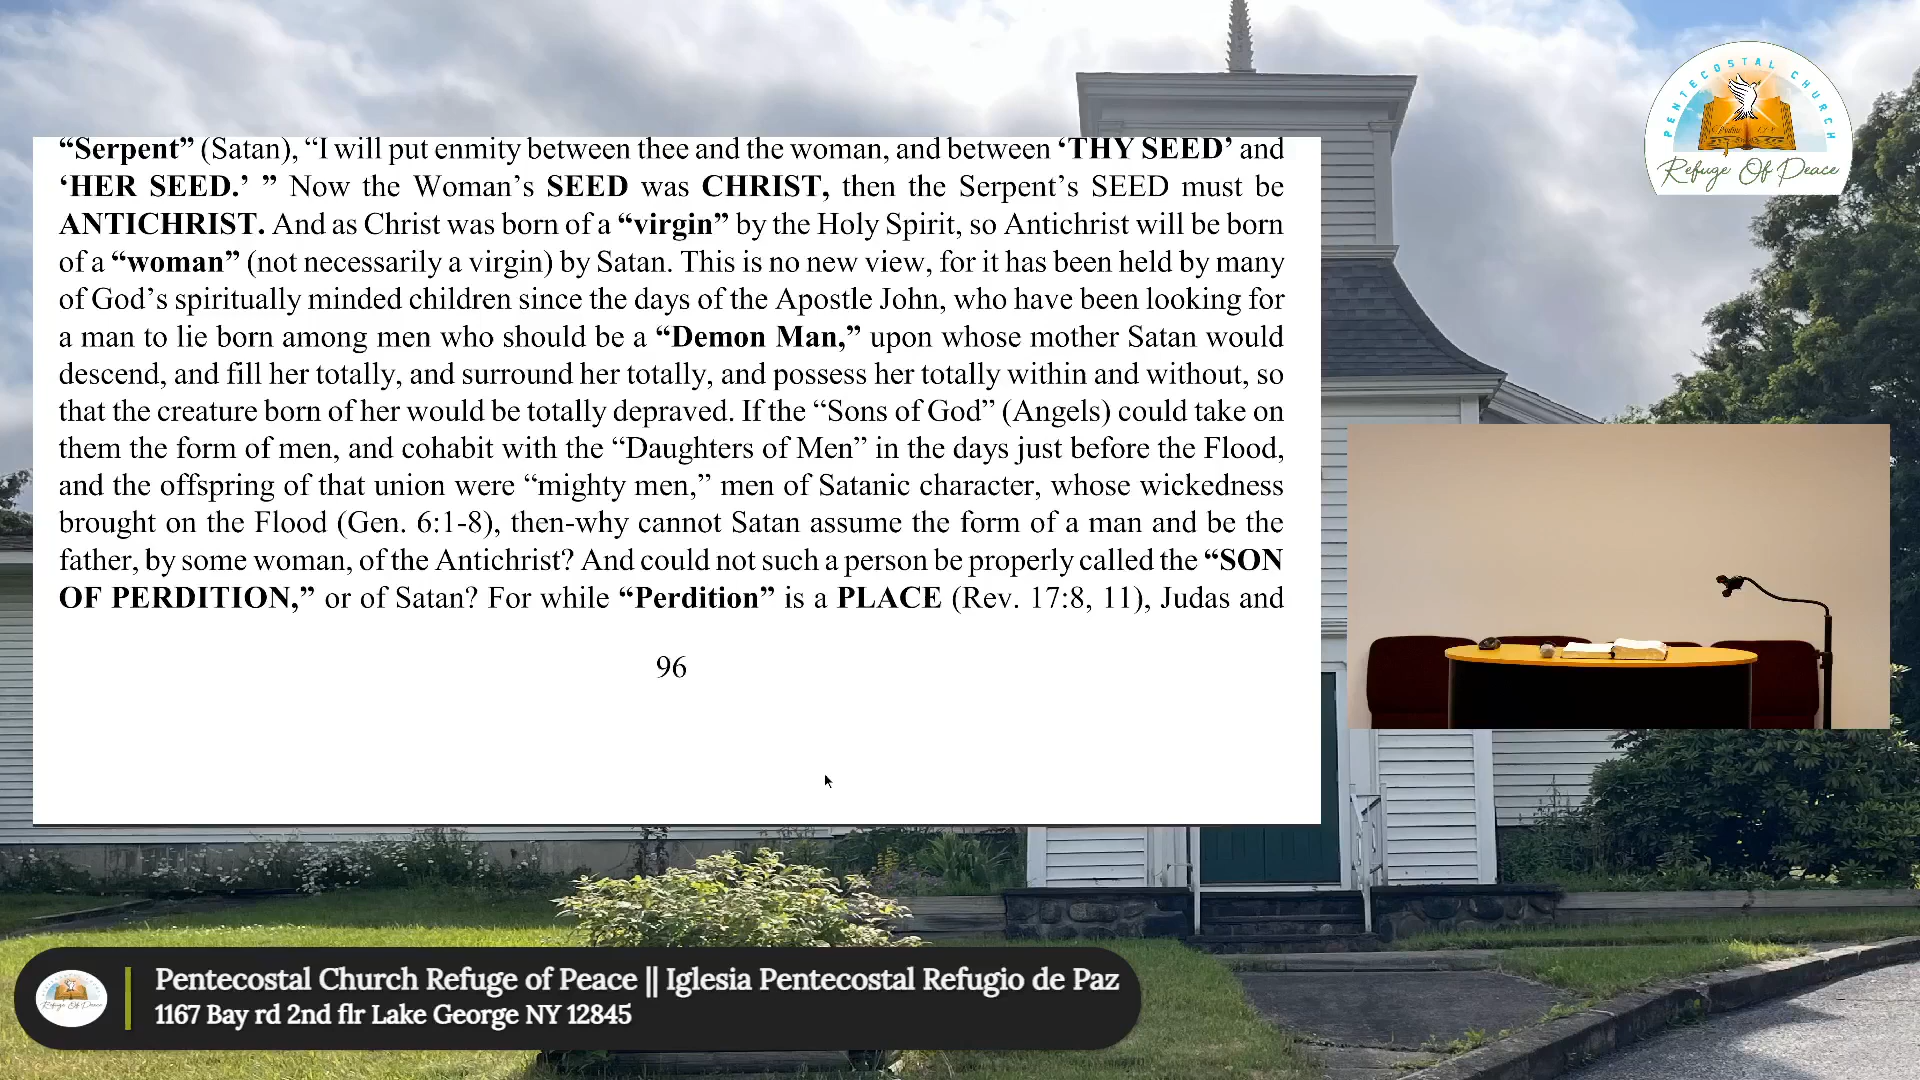 “Serpent” (Satan), “I will put enmity between thee and the woman, and between ‘THY SEED’ and
‘HER SEED.’ ” Now the Woman’s SEED was CHRIST, then the Serpent’s SEED must be
ANTICHRIST. And as Christ was born of a “virgin” by the Holy Spirit, so Antichrist will be born
of a “woman” (not necessarily a virgin) by Satan. This is no new view, for it has been held by many
of God’s spiritually minded children since the days of the Apostle John, who have been looking for
a man to lie born among men who should be a “Demon Man,” upon whose mother Satan would
descend, and fill her totally, and surround her totally, and possess her totally within and without, so
that the creature born of her would be totally depraved. If the “Sons of God” (Angels) could take on
them the form of men, and cohabit with the “Daughters of Men” in the days just before the Flood,
and the offspring of that union were “mighty men,” men of Satanic character, whose wickedness
brought on the Flood (Gen. 6:1-8), then-why cannot Satan assume the form of a man and be the
father, by some woman, of the Antichrist? And could not such a person be properly called the “SON
OF PERDITION,” or of Satan? For while “Perdition” is a PLACE (Rev. 17:8, 11), Judas and
96
PENTECOSTAL CHURCH
Refuge Of Peace
Pentecostal Church Refuge of Peace || Iglesia Pentecostal Refugio de Paz
1167 Bay rd 2nd flr Lake George NY 12845